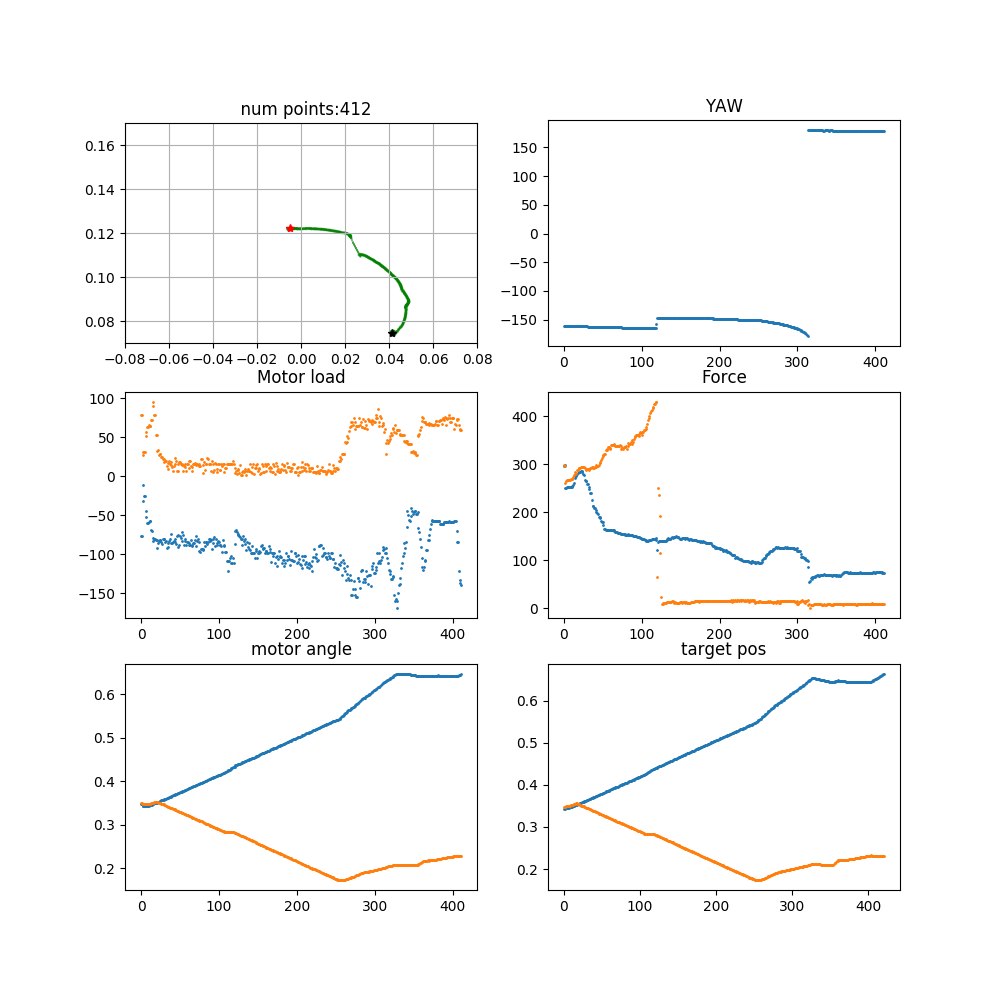 num points:412
0.16
0.14
0.12
0.10
0.08
−0.08 −0.06 −0.04 −0.02 0.00 0.02 0.04 0.06 0.08
YAW
150
100
50
0
−50
−100
−150
0 100 200 300 400
Motor load
100
50
0
−50
−100
−150
0 100 200 300 400
Force
400
300
200
100
0
0 100 200 300 400
motor angle
0.6
0.5
0.4
0.3
0.2
0 100 200 300 400
target pos
0.6
0.5
0.4
0.3
0.2
0 100 200 300 400